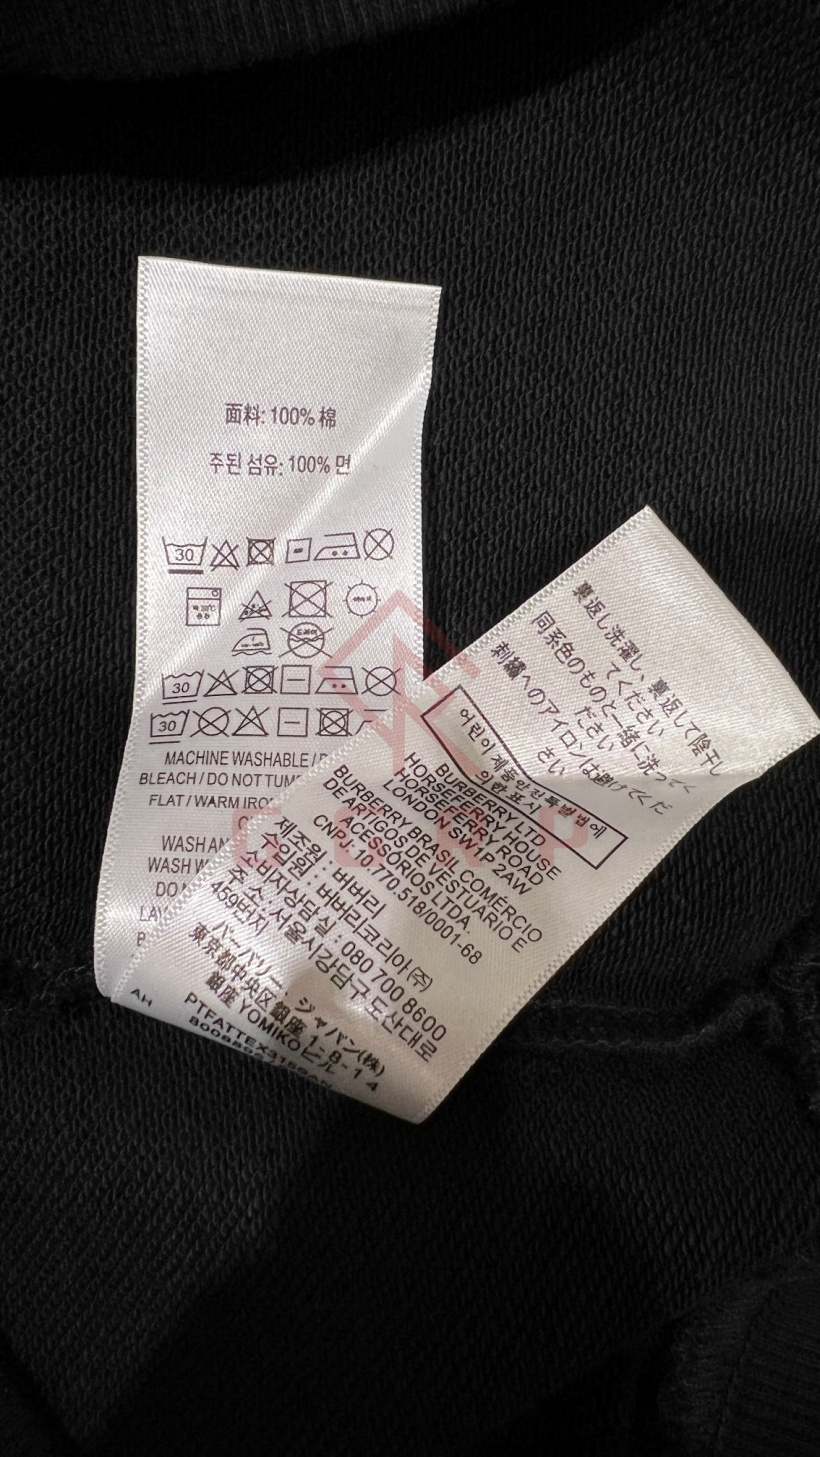 面料: 100% 棉
주된 섬유: 100% 면
30
30
30
MACHINE WASHABLE /
BLEACH / DO NOT
FLAT / WARM
WASH
WASH
DO
AH
裏返し洗濯し、裏返して陰干し
てください
同系色のものと一緒に洗ってく
ださい
刺繍へのアイロンは避けてくだ
さい
어린이제품안전특별법에
의한표시
BURBERRY LTD
HORSEFERRY HOUSE
HORSEFERRY ROAD
LONDON SW1P 2AW
BURBERRY BRASIL COMÉRCIO
DE ARTIGOS DE VESTUARIO E
ACESSÓRIOS LTDA.
CNPJ: 10.770.518/0001-68
제조원 : 버버리
수입원 : 버버리코리아㈜
소비자상담실 : 080 700 8600
주 소 : 서울시강남구 도산대로
459번지
バーバリー・ジャパン(株)
東京都中央区銀座 1-8-14
銀座 YOMIKOビル
CORP